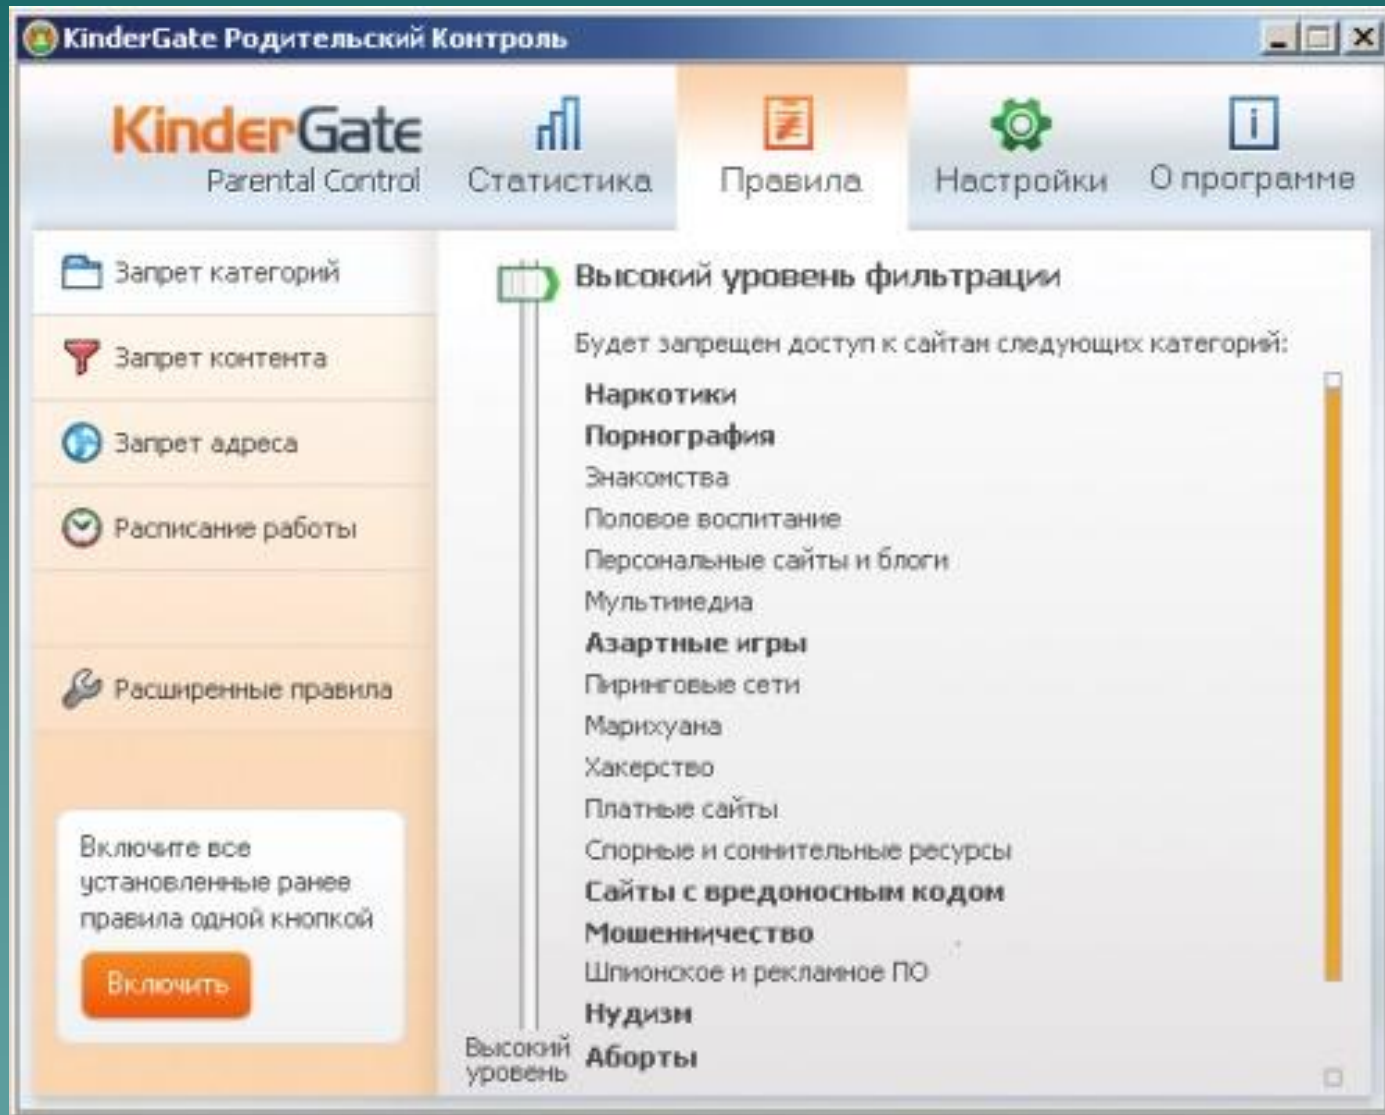 KinderGate Родительский Контроль
KinderGate
Parental Control
Статистика
Правила
Настройки
О программе
Запрет категорий
Запрет контента
Запрет адреса
Расписание работы
Расширенные правила
Включите все
установленные ранее
правила одной кнопкой
Включить
Высокий уровень фильтрации
Будет запрещен доступ к сайтам следующих категорий:
Наркотики
Порнография
Знакомства
Половое воспитание
Персональные сайты и блоги
Мультимедиа
Азартные игры
Пиринговые сети
Марихуана
Хакерство
Платные сайты
Спорные и сомнительные ресурсы
Сайты с вредоносным кодом
Мошенничество
Шпионское и рекламное ПО
Нудизм
Аборты
Высокий
уровень